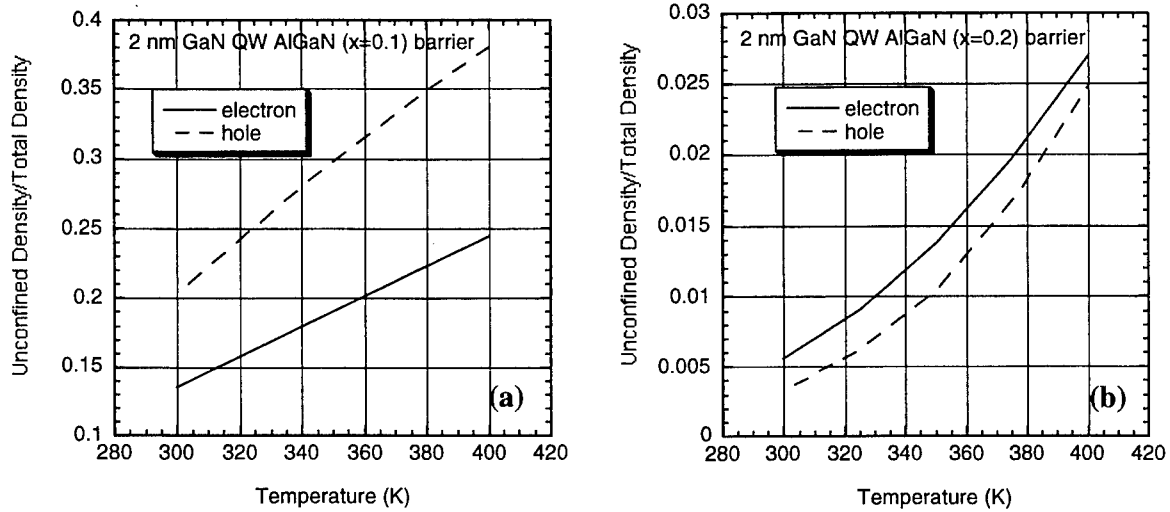 2 nm GaN QW AlGaN (x=0.1) barrier
electron
hole
Unconfined Density/Total Density
0.4
0.35
0.3
0.25
0.2
0.15
0.1
280 300 320 340 360 380 400 420
Temperature (K)
(a)
2 nm GaN QW AlGaN (x=0.2) barrier
electron
hole
Unconfined Density/Total Density
0.03
0.025
0.02
0.015
0.01
0.005
0
280 300 320 340 360 380 400 420
Temperature (K)
(b)